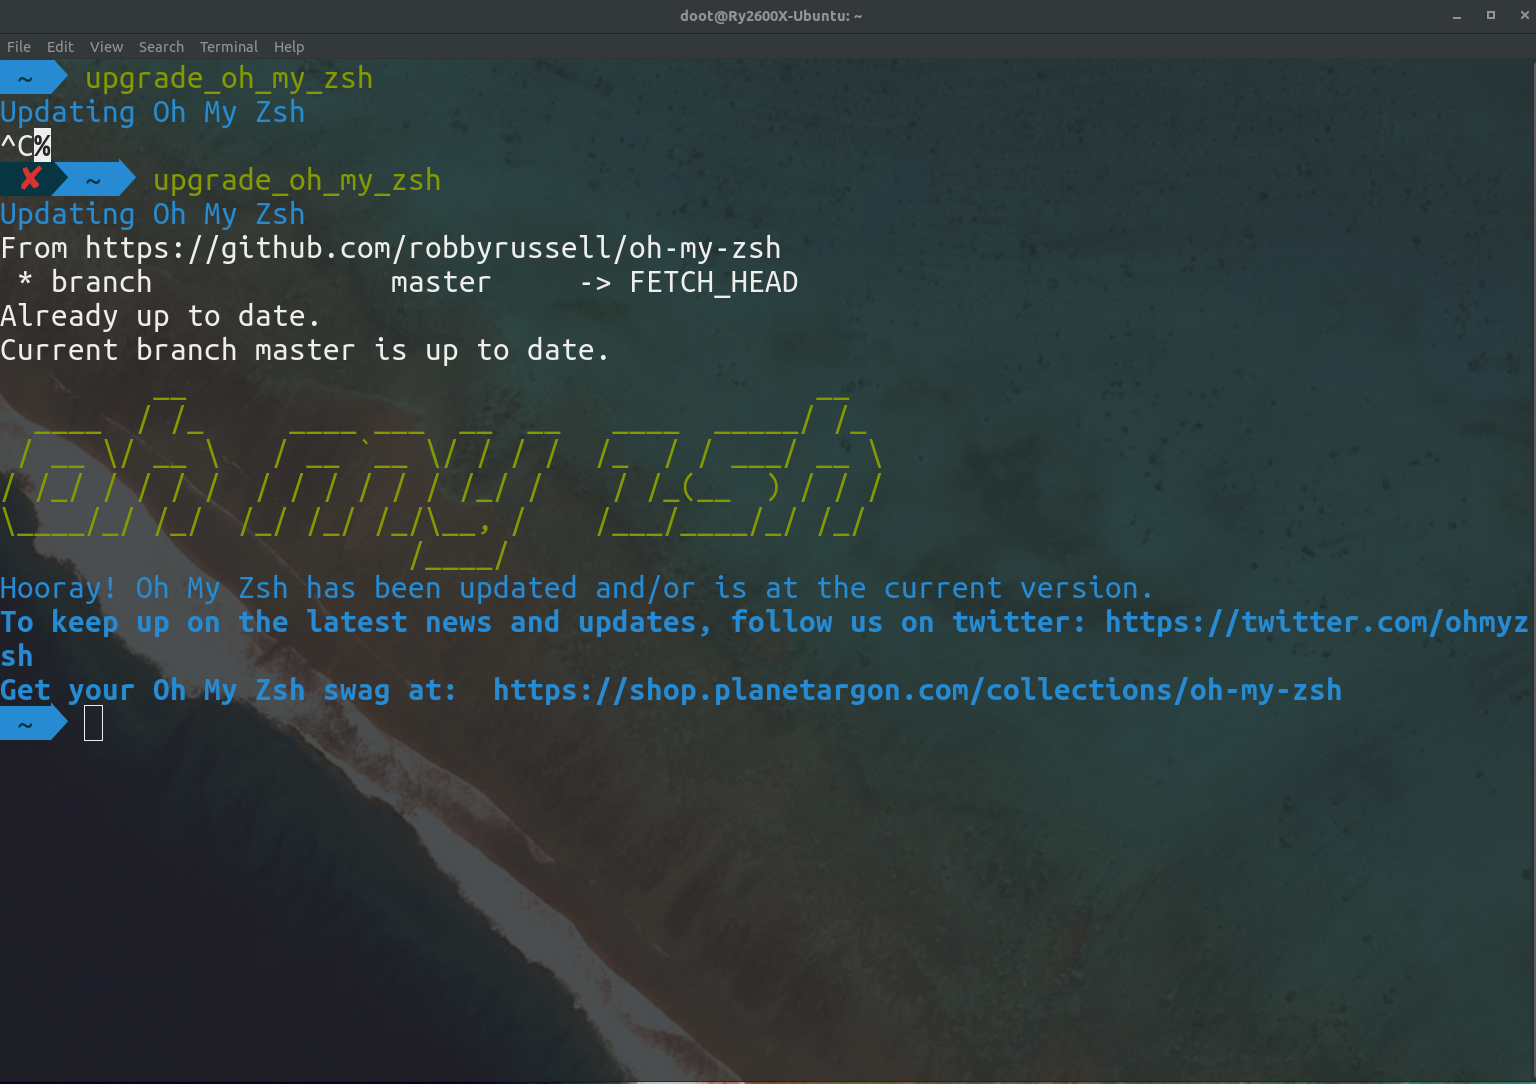 doot@Ry2600X-Ubuntu: ~
File Edit View Search Terminal Help
~ upgrade_oh_my_zsh
Updating Oh My Zsh
^C%
✘ ~ upgrade_oh_my_zsh
Updating Oh My Zsh
From https://github.com/robbyrussell/oh-my-zsh
 * branch              master     -> FETCH_HEAD
Already up to date.
Current branch master is up to date.
         __                                     __
  ____  / /_     ____ ___  __  __   ____  _____/ /_
 / __ \/ __ \   / __ `__ \/ / / /  /_  / / ___/ __ \
/ /_/ / / / /  / / / / / / /_/ /    / /_(__  ) / / /
\____/_/ /_/  /_/ /_/ /_/\__, /    /___/____/_/ /_/
                        /____/
Hooray! Oh My Zsh has been updated and/or is at the current version.
To keep up on the latest news and updates, follow us on twitter: https://twitter.com/ohmyz
sh
Get your Oh My Zsh swag at:  https://shop.planetargon.com/collections/oh-my-zsh
~